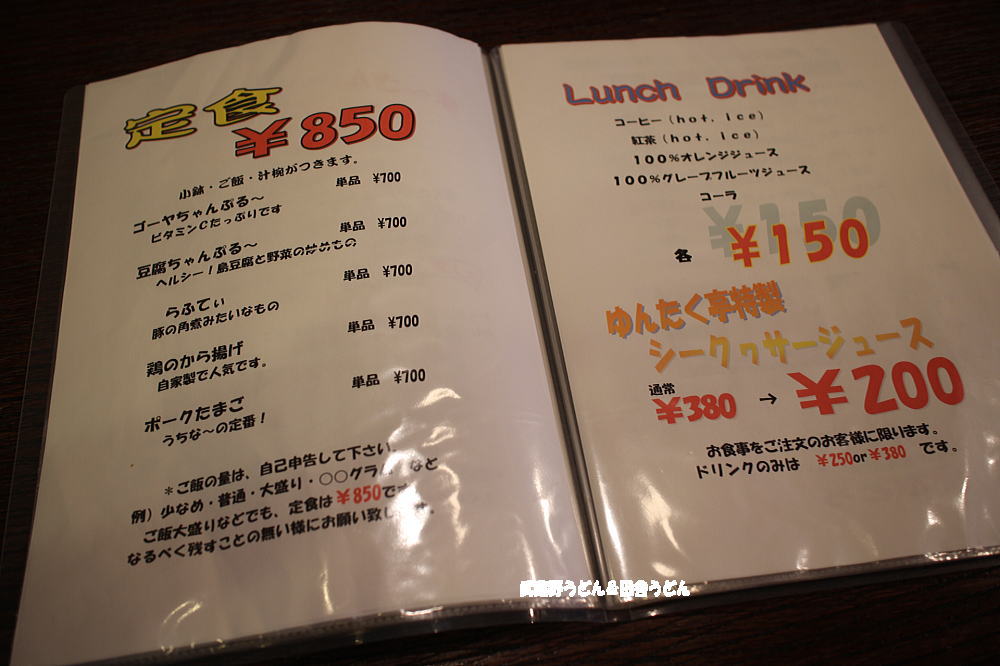 定食
¥850
小鉢・ご飯・汁椀がつきます。
単品 ¥700
ゴーヤちゃんぷる～
ビタミンCたっぷりです
単品 ¥700
豆腐ちゃんぷる～
ヘルシー！島豆腐と野菜の炒めもの
単品 ¥700
らふてぃ
豚の角煮みたいなもの
単品 ¥700
鶏のから揚げ
自家製で人気です。
単品 ¥700
ポークたまご
うちな～の定番！
＊ご飯の量は、自己申告して下さい
例）少なめ・普通・大盛り・○○グラム など
ご飯大盛りなどでも、定食は¥850です
なるべく残すことの無い様にお願い致します。
Lunch Drink
コーヒー（hot. ice）
紅茶（hot. ice）
100％オレンジジュース
100％グレープフルーツジュース
コーラ
各 ¥150
ゆんたく亭特製
シークヮサージュース
通常
¥380 → ¥200
お食事をご注文のお客様に限ります。
ドリンクのみは ¥250or¥380 です。
武蔵野うどん＆田舎うどん